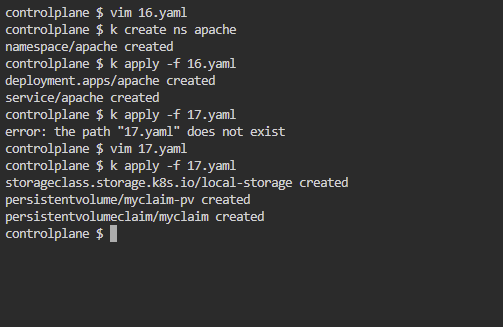 controlplane $ vim 16.yaml
controlplane $ k create ns apache
namespace/apache created
controlplane $ k apply -f 16.yaml
deployment.apps/apache created
service/apache created
controlplane $ k apply -f 17.yaml
error: the path "17.yaml" does not exist
controlplane $ vim 17.yaml
controlplane $ k apply -f 17.yaml
storageclass.storage.k8s.io/local-storage created
persistentvolume/myclaim-pv created
persistentvolumeclaim/myclaim created
controlplane $